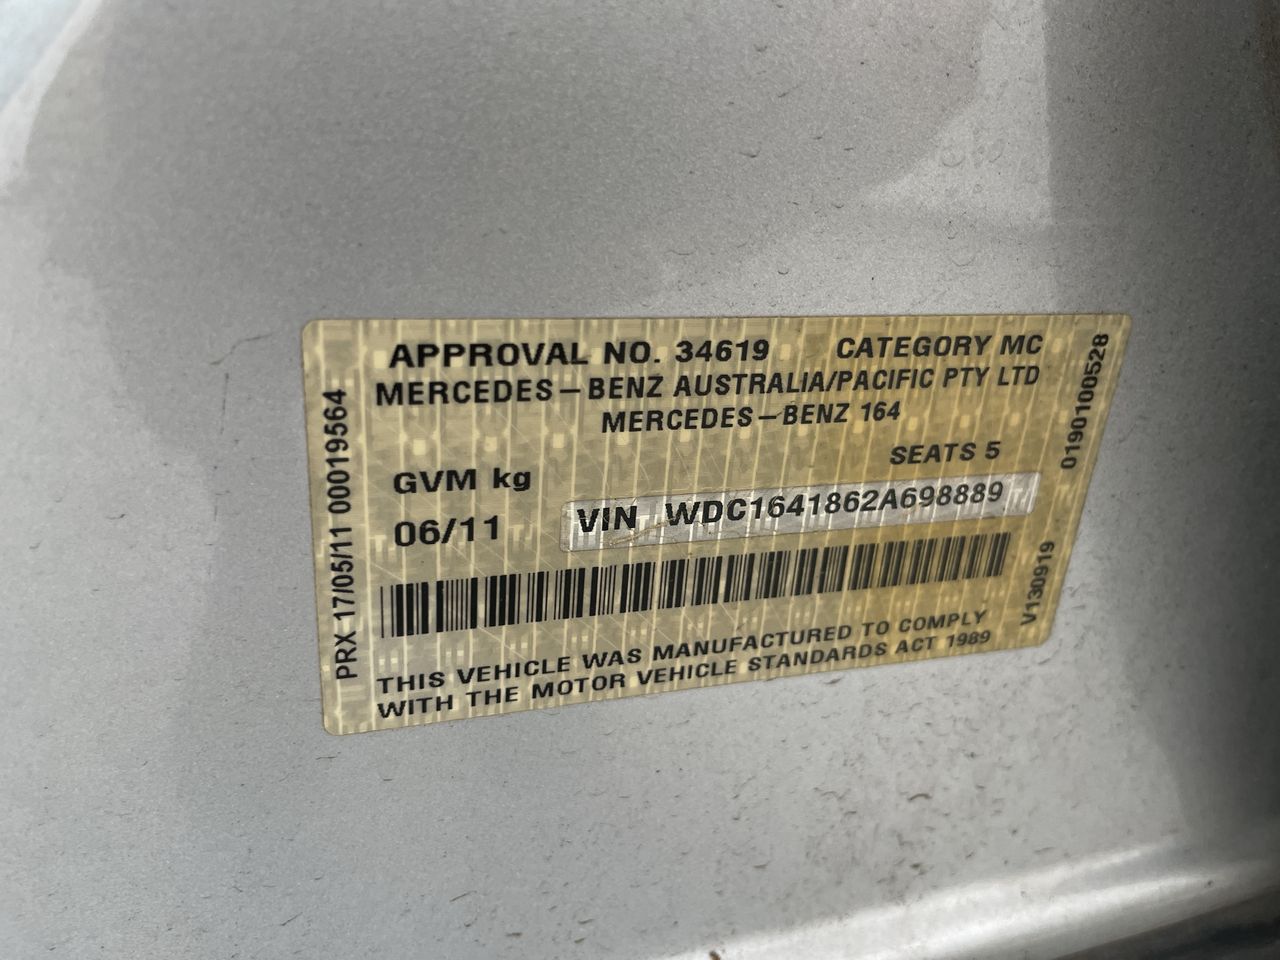 APPROVAL NO. 34619 CATEGORY MC
MERCEDES-BENZ AUSTRALIA/PACIFIC PTY LTD
MERCEDES-BENZ 164
SEATS 5
GVM kg
06/11 VIN WDC1641862A698889
THIS VEHICLE WAS MANUFACTURED TO COMPLY
WITH THE MOTOR VEHICLE STANDARDS ACT 1989
PRX 17/05/11 00019564
0190100528
V130919